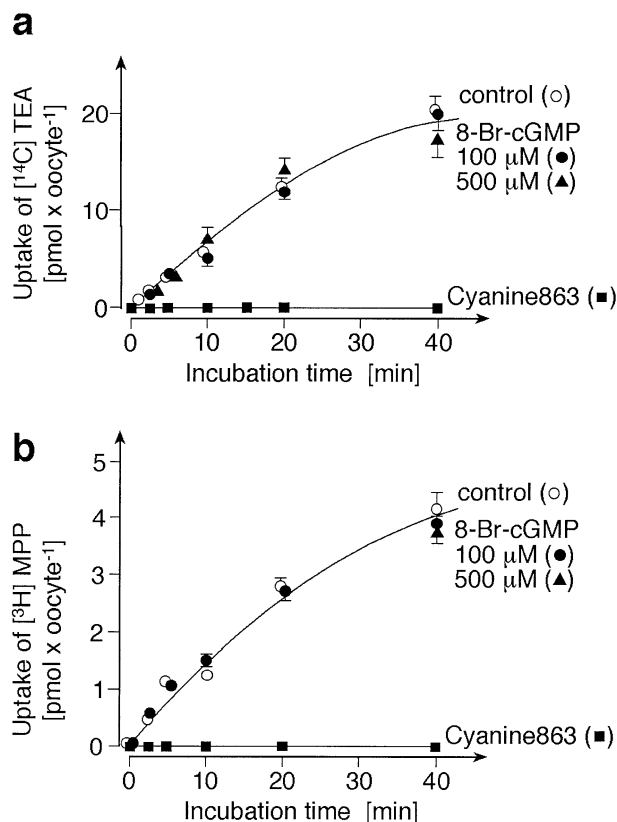 a
Uptake of [¹⁴C] TEA
[pmol x oocyte⁻¹]
20
10
0
control (○)
8-Br-cGMP
100 µM (●)
500 µM (▲)
Cyanine863 (■)
0 10 20 30 40
Incubation time [min]
b
Uptake of [³H] MPP
[pmol x oocyte⁻¹]
5
4
3
2
1
0
control (○)
8-Br-cGMP
100 µM (●)
500 µM (▲)
Cyanine863 (■)
0 10 20 30 40
Incubation time [min]